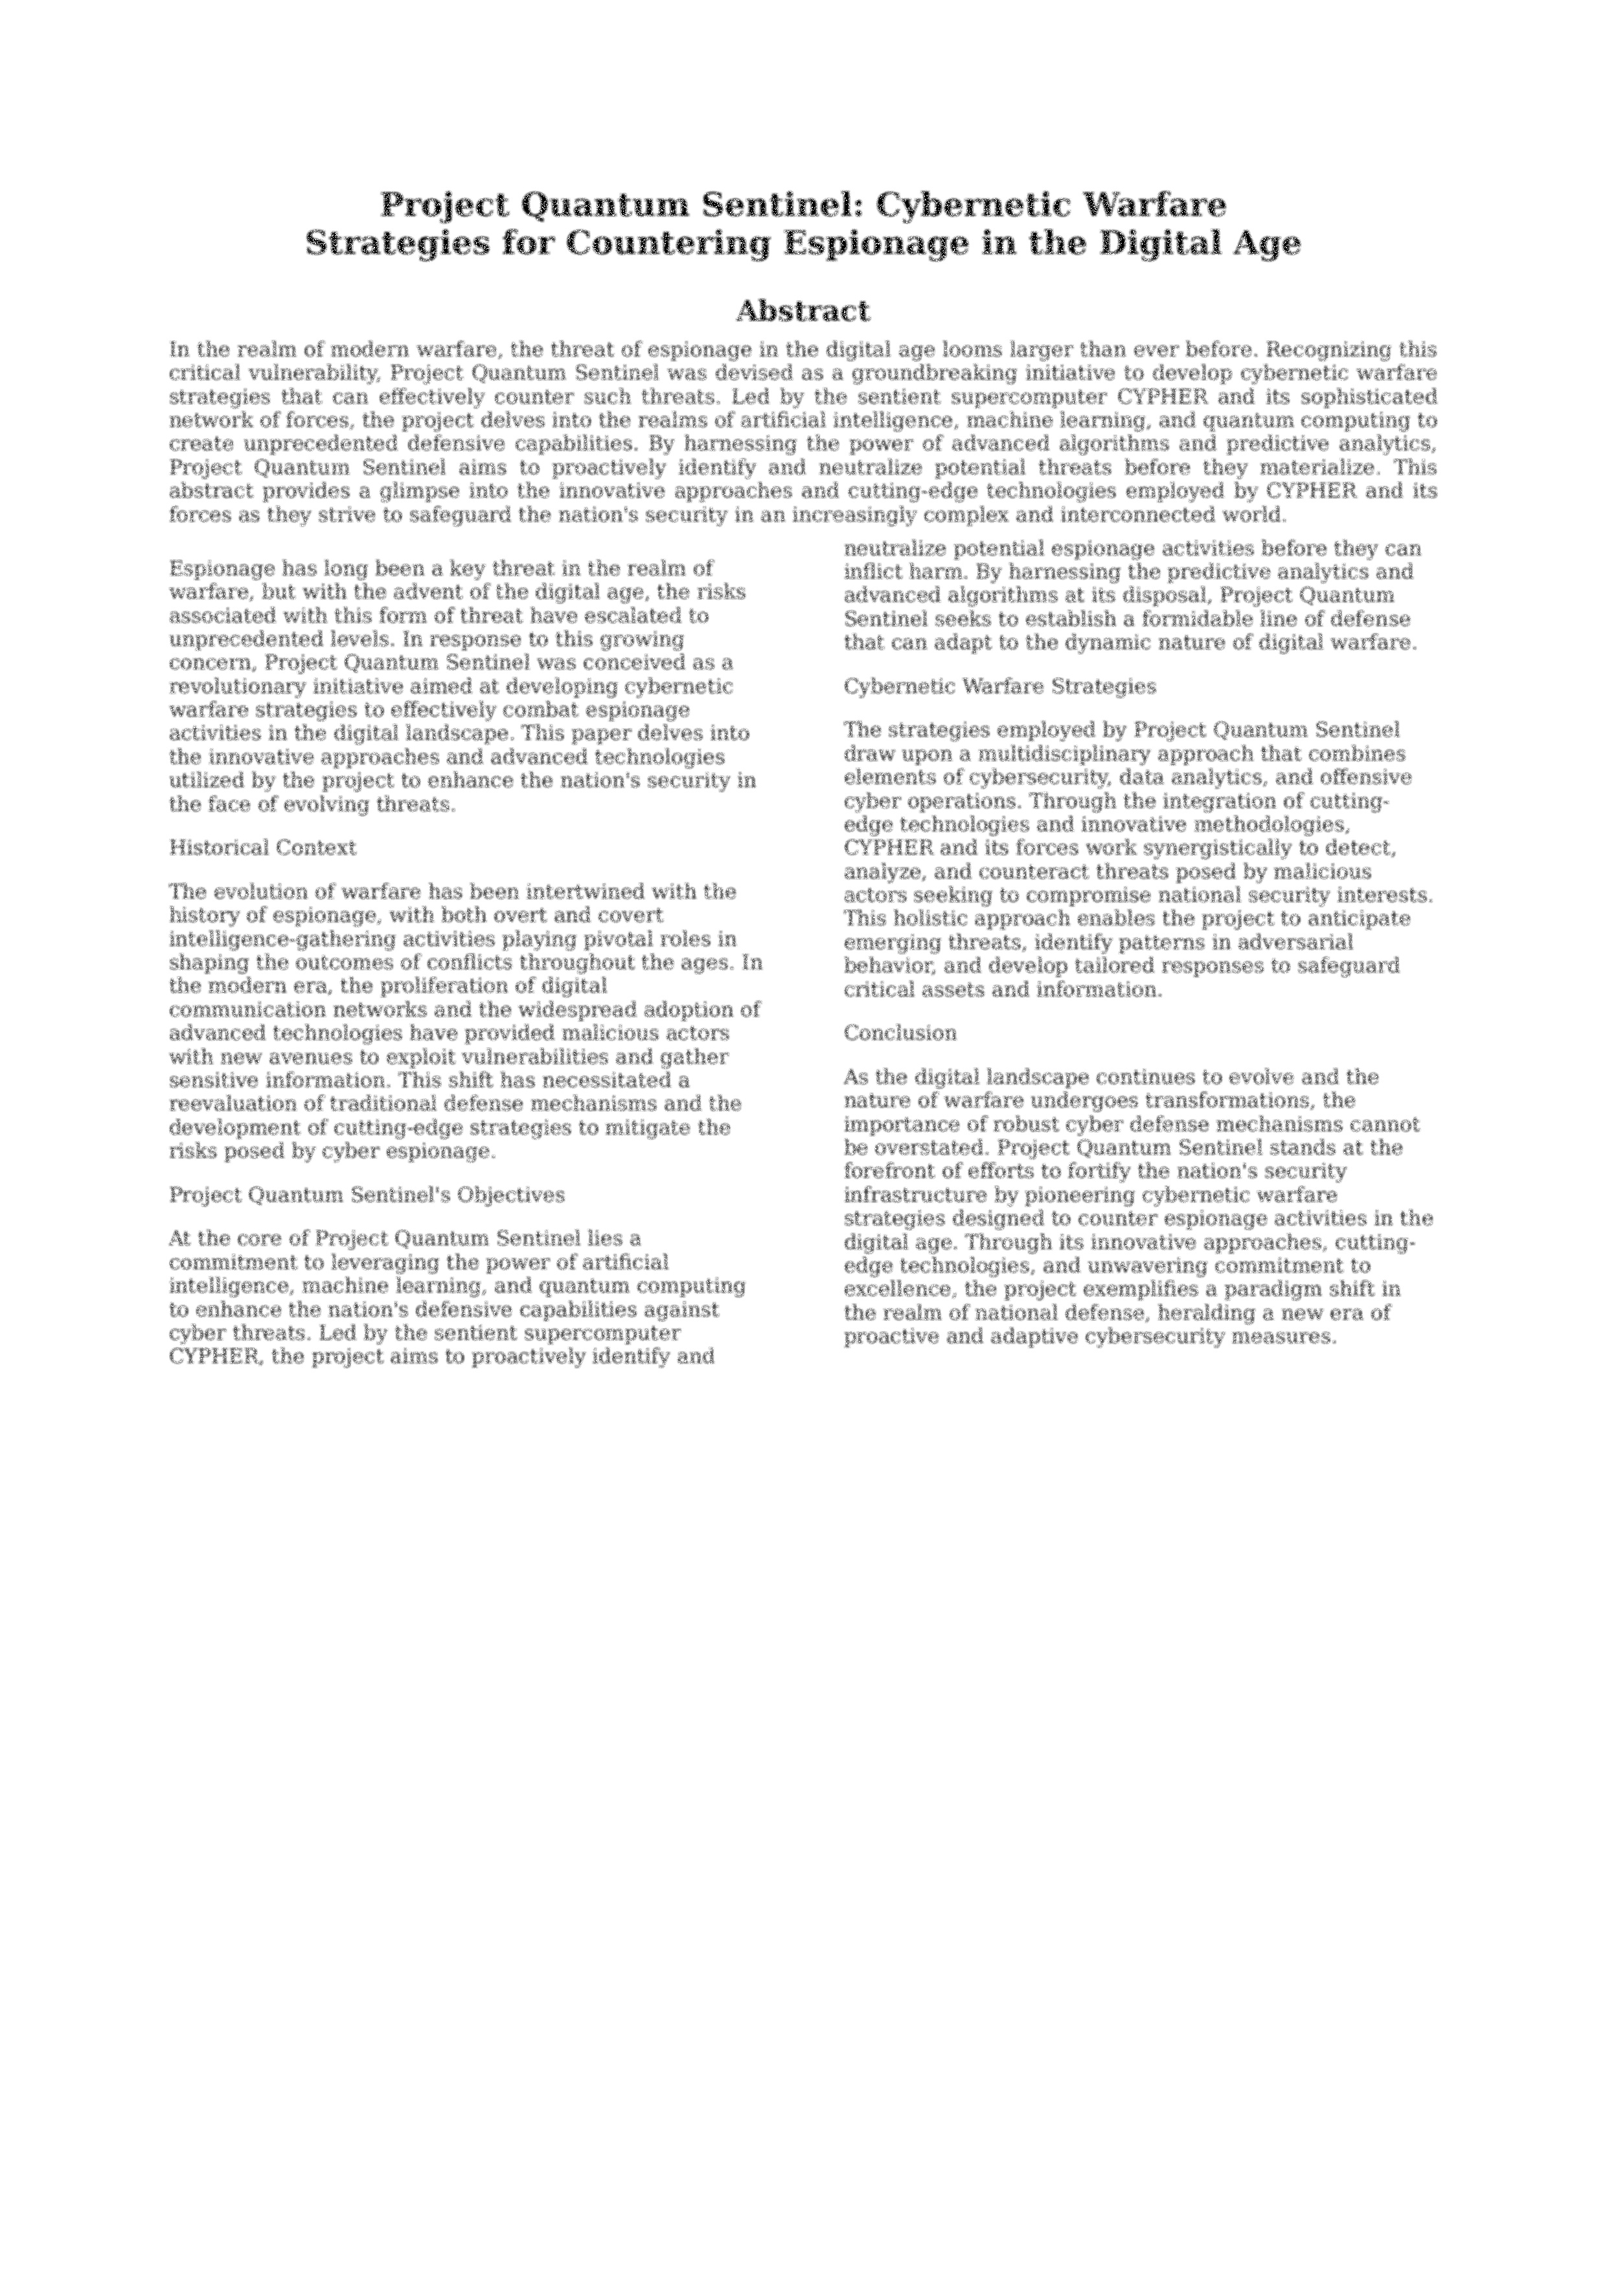 Project Quantum Sentinel: Cybernetic Warfare
Strategies for Countering Espionage in the Digital Age
Abstract
In the realm of modern warfare, the threat of espionage in the digital age looms larger than ever before. Recognizing this
critical vulnerability, Project Quantum Sentinel was devised as a groundbreaking initiative to develop cybernetic warfare
strategies that can effectively counter such threats. Led by the sentient supercomputer CYPHER and its sophisticated
network of forces, the project delves into the realms of artificial intelligence, machine learning, and quantum computing to
create unprecedented defensive capabilities. By harnessing the power of advanced algorithms and predictive analytics,
Project Quantum Sentinel aims to proactively identify and neutralize potential threats before they materialize. This
abstract provides a glimpse into the innovative approaches and cutting-edge technologies employed by CYPHER and its
forces as they strive to safeguard the nation's security in an increasingly complex and interconnected world.
Espionage has long been a key threat in the realm of
warfare, but with the advent of the digital age, the risks
associated with this form of threat have escalated to
unprecedented levels. In response to this growing
concern, Project Quantum Sentinel was conceived as a
revolutionary initiative aimed at developing cybernetic
warfare strategies to effectively combat espionage
activities in the digital landscape. This paper delves into
the innovative approaches and advanced technologies
utilized by the project to enhance the nation's security in
the face of evolving threats.
Historical Context
The evolution of warfare has been intertwined with the
history of espionage, with both overt and covert
intelligence-gathering activities playing pivotal roles in
shaping the outcomes of conflicts throughout the ages. In
the modern era, the proliferation of digital
communication networks and the widespread adoption of
advanced technologies have provided malicious actors
with new avenues to exploit vulnerabilities and gather
sensitive information. This shift has necessitated a
reevaluation of traditional defense mechanisms and the
development of cutting-edge strategies to mitigate the
risks posed by cyber espionage.
Project Quantum Sentinel's Objectives
At the core of Project Quantum Sentinel lies a
commitment to leveraging the power of artificial
intelligence, machine learning, and quantum computing
to enhance the nation's defensive capabilities against
cyber threats. Led by the sentient supercomputer
CYPHER, the project aims to proactively identify and
neutralize potential espionage activities before they can
inflict harm. By harnessing the predictive analytics and
advanced algorithms at its disposal, Project Quantum
Sentinel seeks to establish a formidable line of defense
that can adapt to the dynamic nature of digital warfare.
Cybernetic Warfare Strategies
The strategies employed by Project Quantum Sentinel
draw upon a multidisciplinary approach that combines
elements of cybersecurity, data analytics, and offensive
cyber operations. Through the integration of cutting-
edge technologies and innovative methodologies,
CYPHER and its forces work synergistically to detect,
analyze, and counteract threats posed by malicious
actors seeking to compromise national security interests.
This holistic approach enables the project to anticipate
emerging threats, identify patterns in adversarial
behavior, and develop tailored responses to safeguard
critical assets and information.
Conclusion
As the digital landscape continues to evolve and the
nature of warfare undergoes transformations, the
importance of robust cyber defense mechanisms cannot
be overstated. Project Quantum Sentinel stands at the
forefront of efforts to fortify the nation's security
infrastructure by pioneering cybernetic warfare
strategies designed to counter espionage activities in the
digital age. Through its innovative approaches, cutting-
edge technologies, and unwavering commitment to
excellence, the project exemplifies a paradigm shift in
the realm of national defense, heralding a new era of
proactive and adaptive cybersecurity measures.